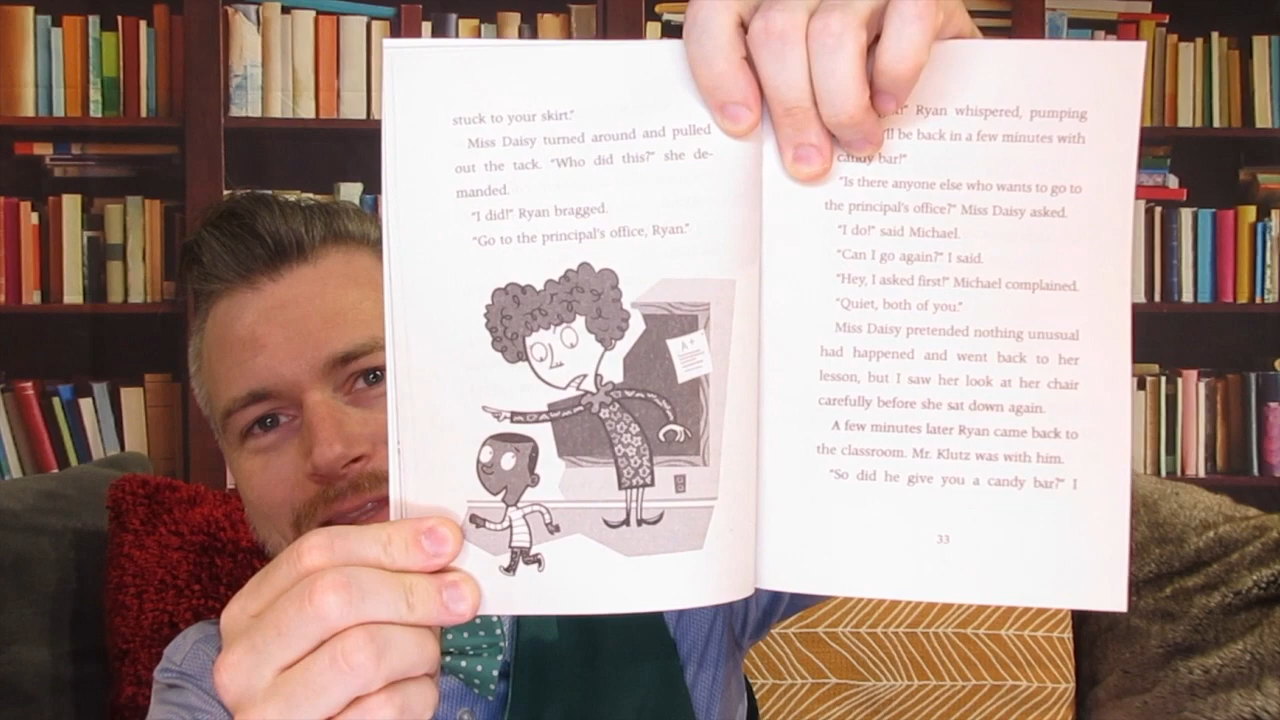 stuck to your skirt."
Miss Daisy turned around and pulled
out the tack. "Who did this?" she de-
manded.
"I did!" Ryan bragged.
"Go to the principal's office, Ryan."
A+
Ryan whispered, pumping
be back in a few minutes with
candy bar!"
"Is there anyone else who wants to go to
the principal's office?" Miss Daisy asked.
"I do!" said Michael.
"Can I go again?" I said.
"Hey, I asked first!" Michael complained.
"Quiet, both of you."
Miss Daisy pretended nothing unusual
had happened and went back to her
lesson, but I saw her look at her chair
carefully before she sat down again.
A few minutes later Ryan came back to
the classroom. Mr. Klutz was with him.
"So did he give you a candy bar?" I
33